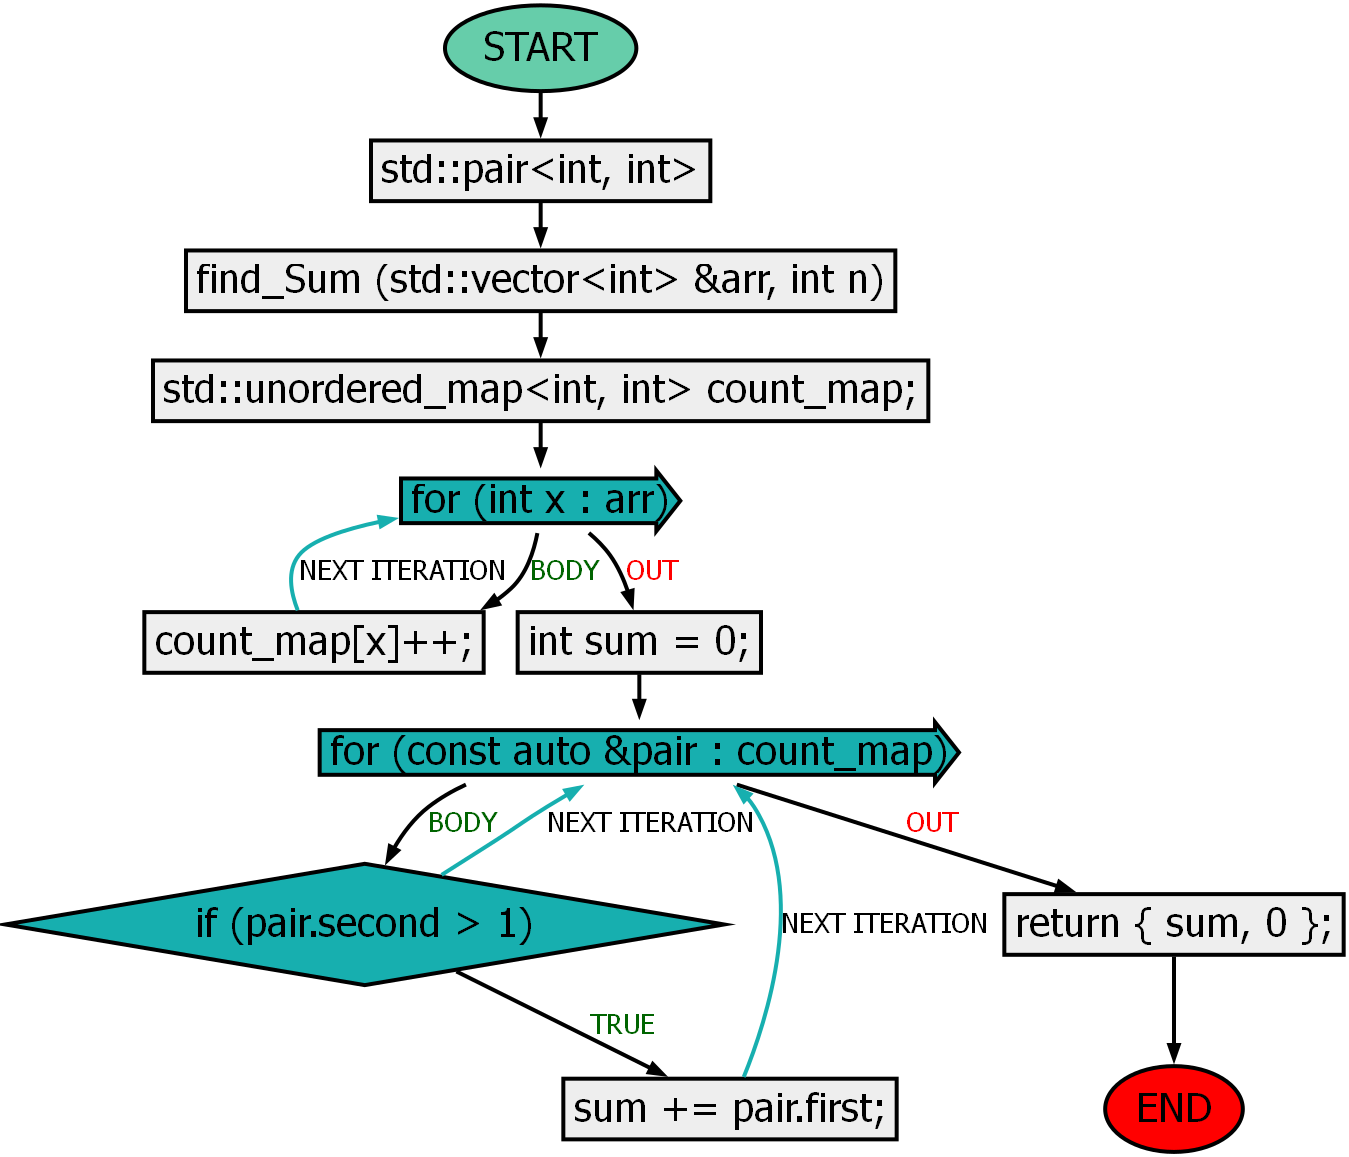 START
std::pair<int, int>
find_Sum (std::vector<int> &arr, int n)
std::unordered_map<int, int> count_map;
for (int x : arr)
NEXT ITERATION
BODY
OUT
count_map[x]++;
int sum = 0;
for (const auto &pair : count_map)
BODY
NEXT ITERATION
OUT
if (pair.second > 1)
NEXT ITERATION
return { sum, 0 };
TRUE
sum += pair.first;
END